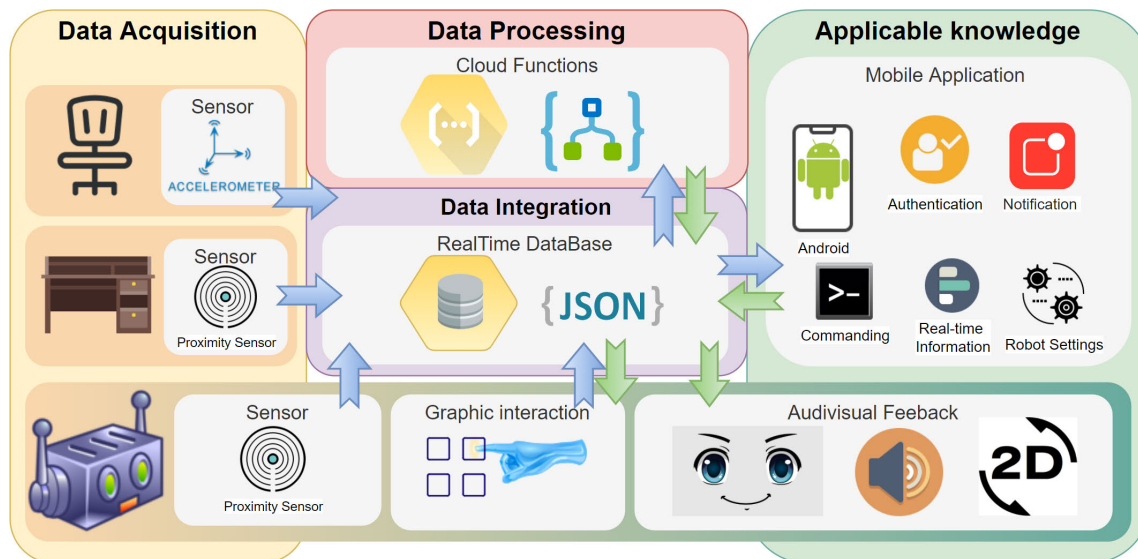 Data Acquisition
Data Processing
Applicable knowledge
Cloud Functions
Mobile Application
Sensor
ACCELEROMETER
{...}
Authentication
Notification
Data Integration
Android
Sensor
Proximity Sensor
RealTime DataBase
{JSON}
>-
Commanding
Real-time
Information
Robot Settings
Sensor
Proximity Sensor
Graphic interaction
Audivisual Feeback
2D